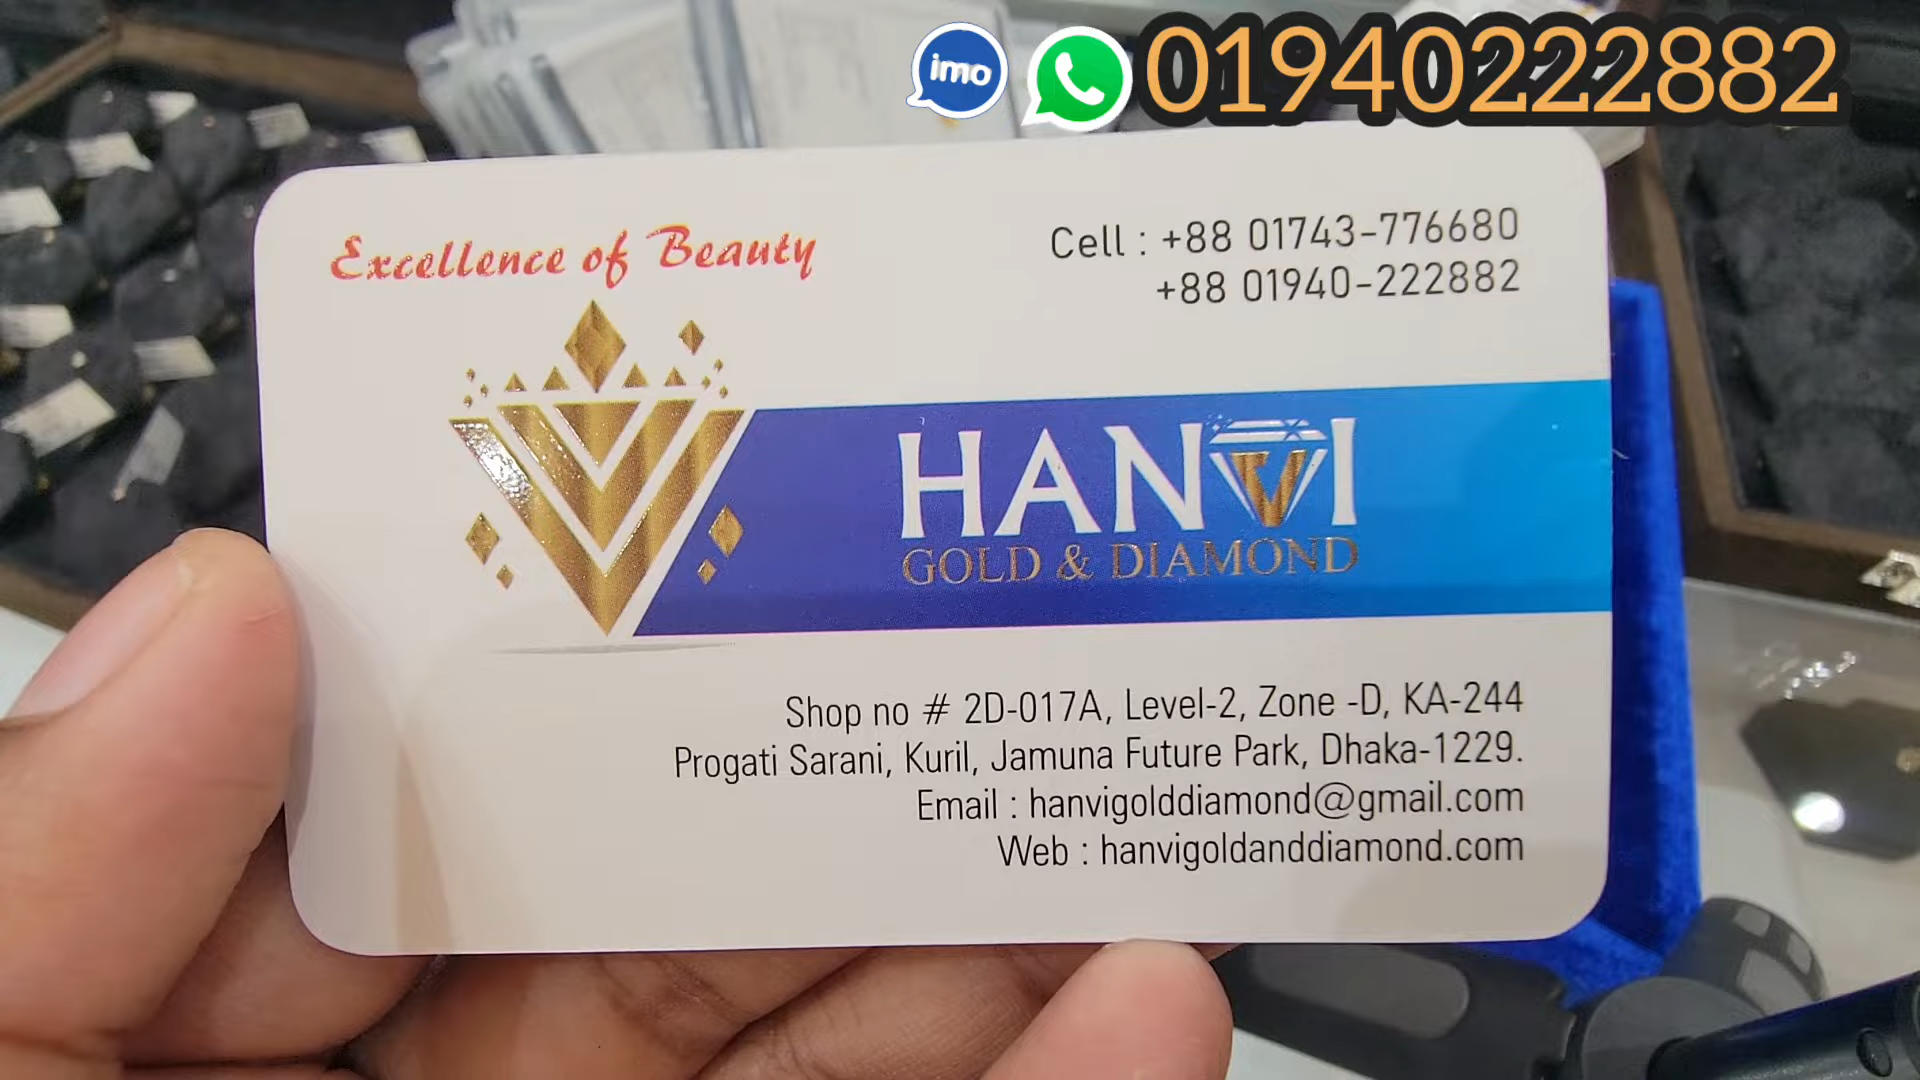 imo 01940222882
Excellence of Beauty
Cell : +88 01743-776680
+88 01940-222882
HANVI
GOLD & DIAMOND
Shop no # 2D-017A, Level-2, Zone -D, KA-244
Progati Sarani, Kuril, Jamuna Future Park, Dhaka-1229.
Email : hanvigolddiamond@gmail.com
Web : hanvigoldanddiamond.com